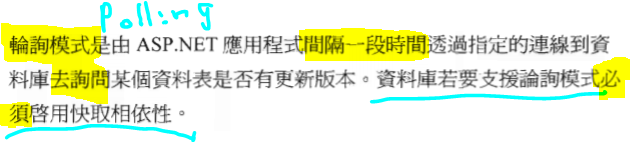 polling
輪詢模式是由 ASP.NET 應用程式間隔一段時間透過指定的連線到資
料庫去詢問某個資料表是否有更新版本。資料庫若要支援論詢模式必
須啓用快取相依性。